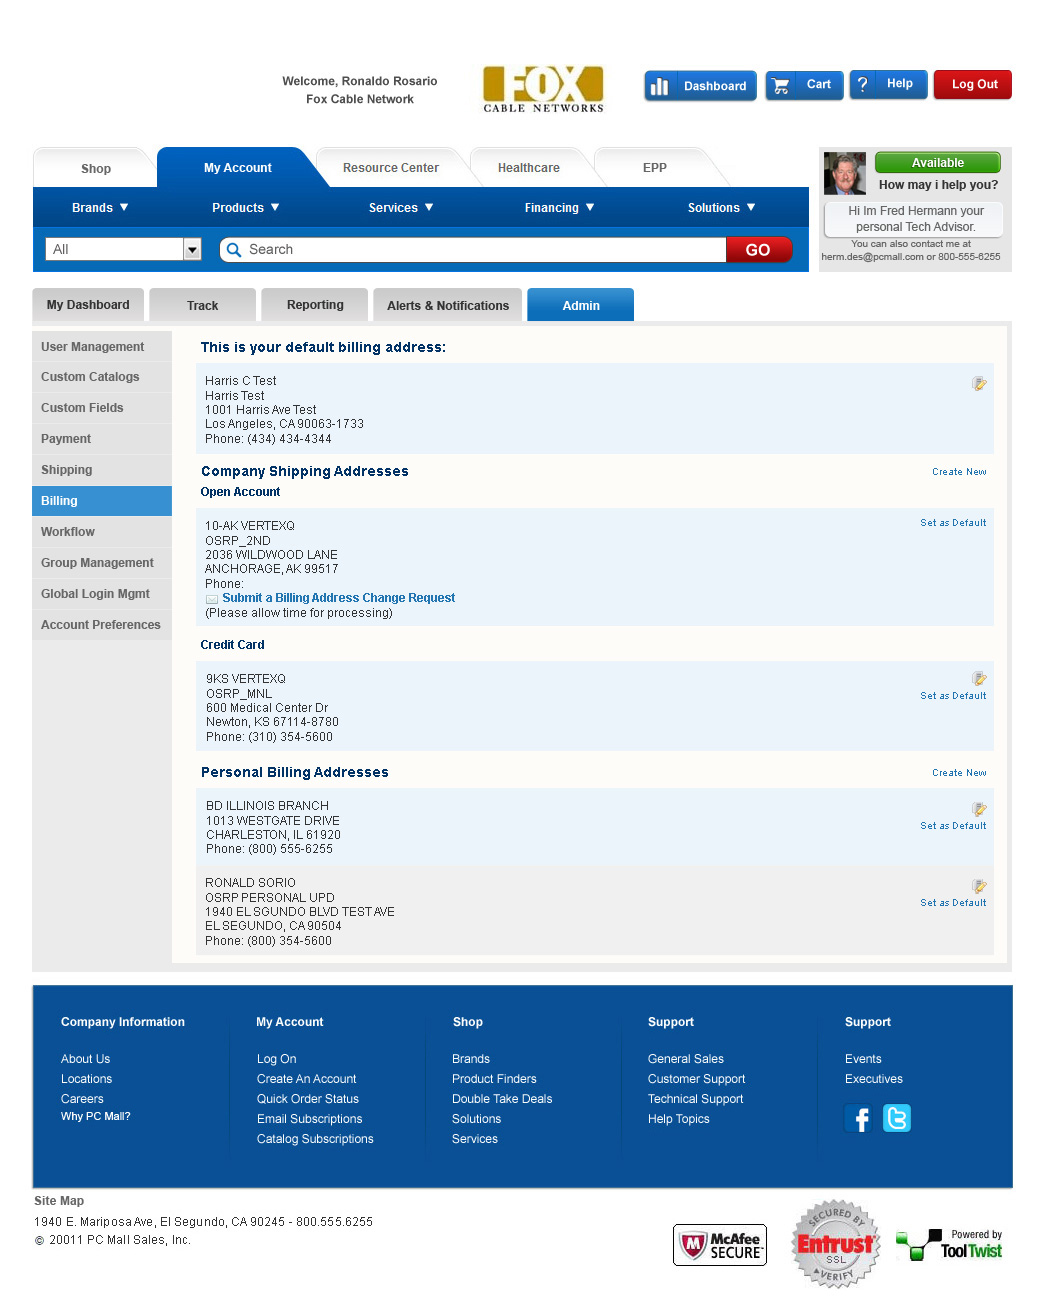 Welcome, Ronaldo Rosario
Fox Cable Network
FOX
CABLE NETWORKS
Dashboard
Cart
? Help
Log Out
Shop
My Account
Resource Center
Healthcare
EPP
Available
How may i help you?
Hi Im Fred Hermann your
personal Tech Advisor.
You can also contact me at
herm.des@pcmall.com or 800-555-6255
Brands
Products
Services
Financing
Solutions
All
Search
GO
My Dashboard
Track
Reporting
Alerts & Notifications
Admin
User Management
Custom Catalogs
Custom Fields
Payment
Shipping
Billing
Workflow
Group Management
Global Login Mgmt
Account Preferences
This is your default billing address:
Harris C Test
Harris Test
1001 Harris Ave Test
Los Angeles, CA 90063-1733
Phone: (434) 434-4344
Company Shipping Addresses
Create New
Open Account
10-AK VERTEXQ
OSRP_2ND
2036 WILDWOOD LANE
ANCHORAGE, AK 99517
Phone:
Submit a Billing Address Change Request
(Please allow time for processing)
Set as Default
Credit Card
9KS VERTEXQ
OSRP_MNL
600 Medical Center Dr
Newton, KS 67114-8780
Phone: (310) 354-5600
Set as Default
Personal Billing Addresses
Create New
BD ILLINOIS BRANCH
1013 WESTGATE DRIVE
CHARLESTON, IL 61920
Phone: (800) 555-6255
Set as Default
RONALD SORIO
OSRP PERSONAL UPD
1940 EL SGUNDO BLVD TEST AVE
EL SEGUNDO, CA 90504
Phone: (800) 354-5600
Set as Default
Company Information
About Us
Locations
Careers
Why PC Mall?
My Account
Log On
Create An Account
Quick Order Status
Email Subscriptions
Catalog Subscriptions
Shop
Brands
Product Finders
Double Take Deals
Solutions
Services
Support
General Sales
Customer Support
Technical Support
Help Topics
Support
Events
Executives
f
t
Site Map
1940 E. Mariposa Ave, El Segundo, CA 90245 - 800.555.6255
© 20011 PC Mall Sales, Inc.
McAfee
SECURE™
SECURED BY
Entrust
SSL
VERIFY
Powered by
ToolTwist